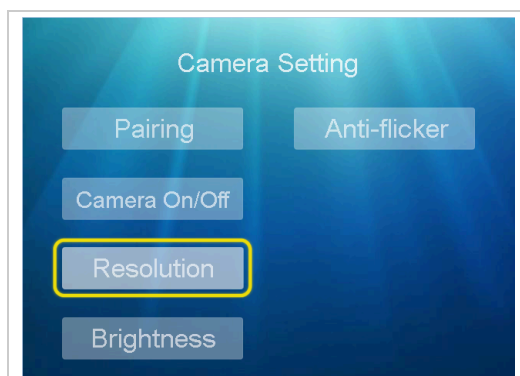 Camera Setting
Pairing
Anti-flicker
Camera On/Off
Resolution
Brightness